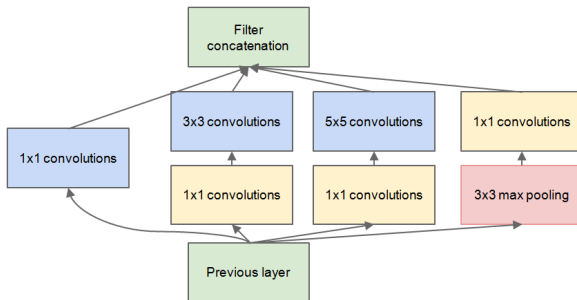 Filter
concatenation
3x3 convolutions
5x5 convolutions
1x1 convolutions
1x1 convolutions
1x1 convolutions
1x1 convolutions
3x3 max pooling
Previous layer